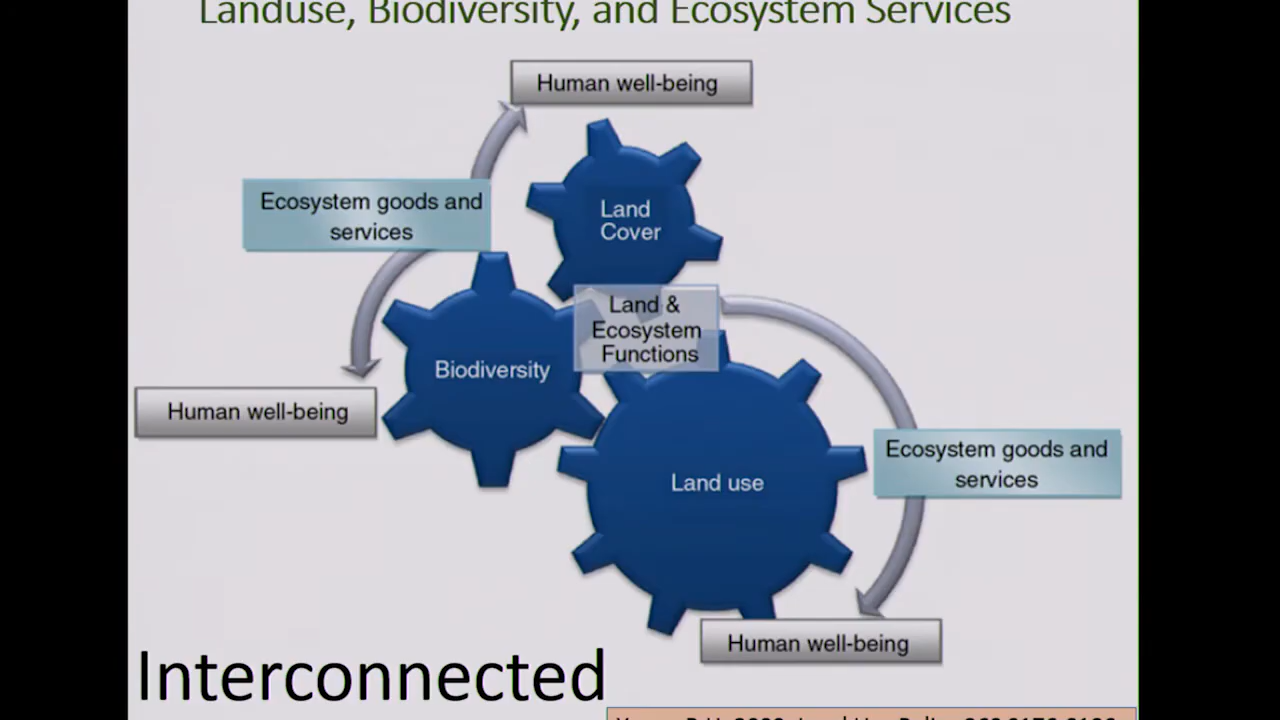 Landuse, Biodiversity, and Ecosystem Services
Human well-being
Ecosystem goods and
services
Land
Cover
Land &
Ecosystem
Functions
Biodiversity
Human well-being
Ecosystem goods and
services
Land use
Human well-being
Interconnected